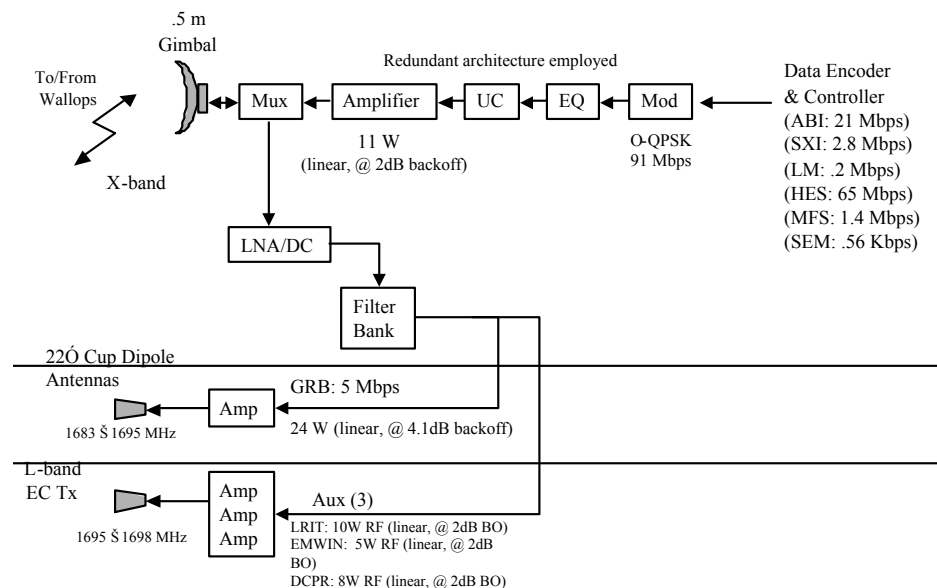 .5 m
Gimbal
Redundant architecture employed
To/From
Wallops
Mux
Amplifier
UC
EQ
Mod
Data Encoder
& Controller
(ABI: 21 Mbps)
(SXI: 2.8 Mbps)
(LM: .2 Mbps)
(HES: 65 Mbps)
(MFS: 1.4 Mbps)
(SEM: .56 Kbps)
11 W
(linear, @ 2dB backoff)
O-QPSK
91 Mbps
X-band
LNA/DC
Filter
Bank
22Ó Cup Dipole
Antennas
GRB: 5 Mbps
Amp
24 W (linear, @ 4.1dB backoff)
1683 Š 1695 MHz
L-band
EC Tx
Amp
Amp
Amp
Aux (3)
1695 Š 1698 MHz
LRIT: 10W RF (linear, @ 2dB BO)
EMWIN:  5W RF (linear, @ 2dB
BO)
DCPR: 8W RF (linear, @ 2dB BO)